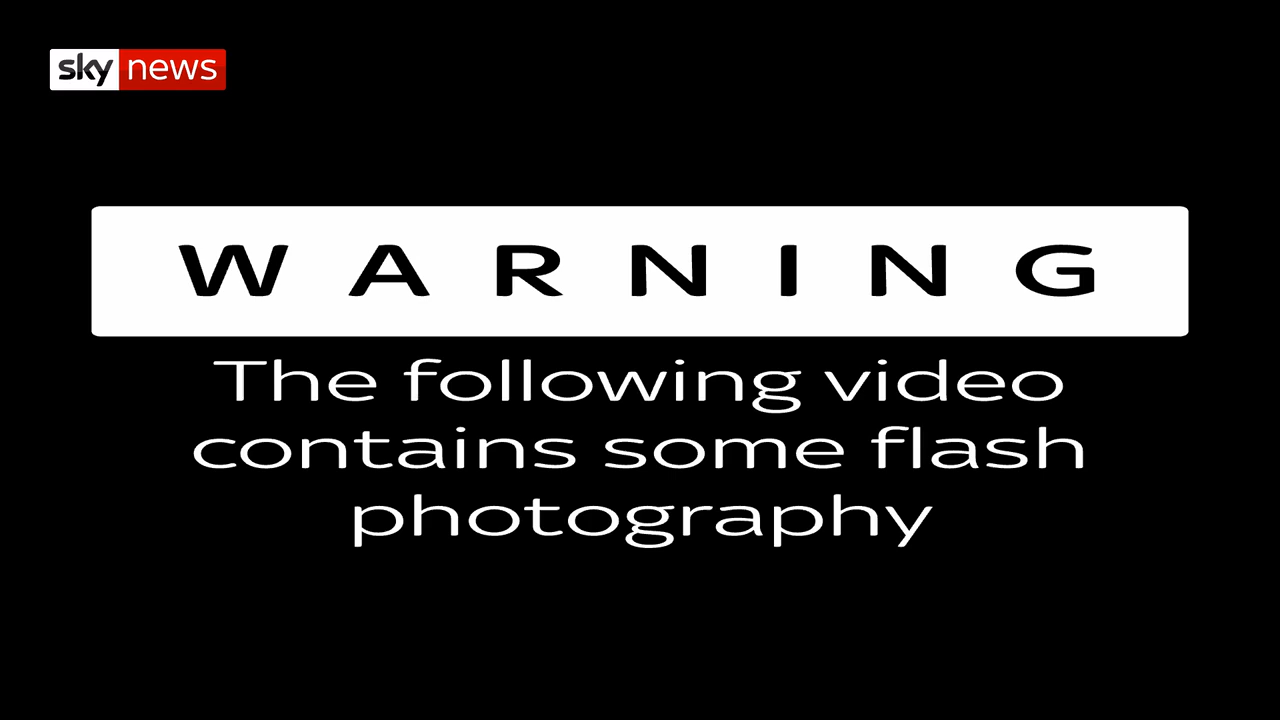 sky news
WARNING
The following video
contains some flash
photography